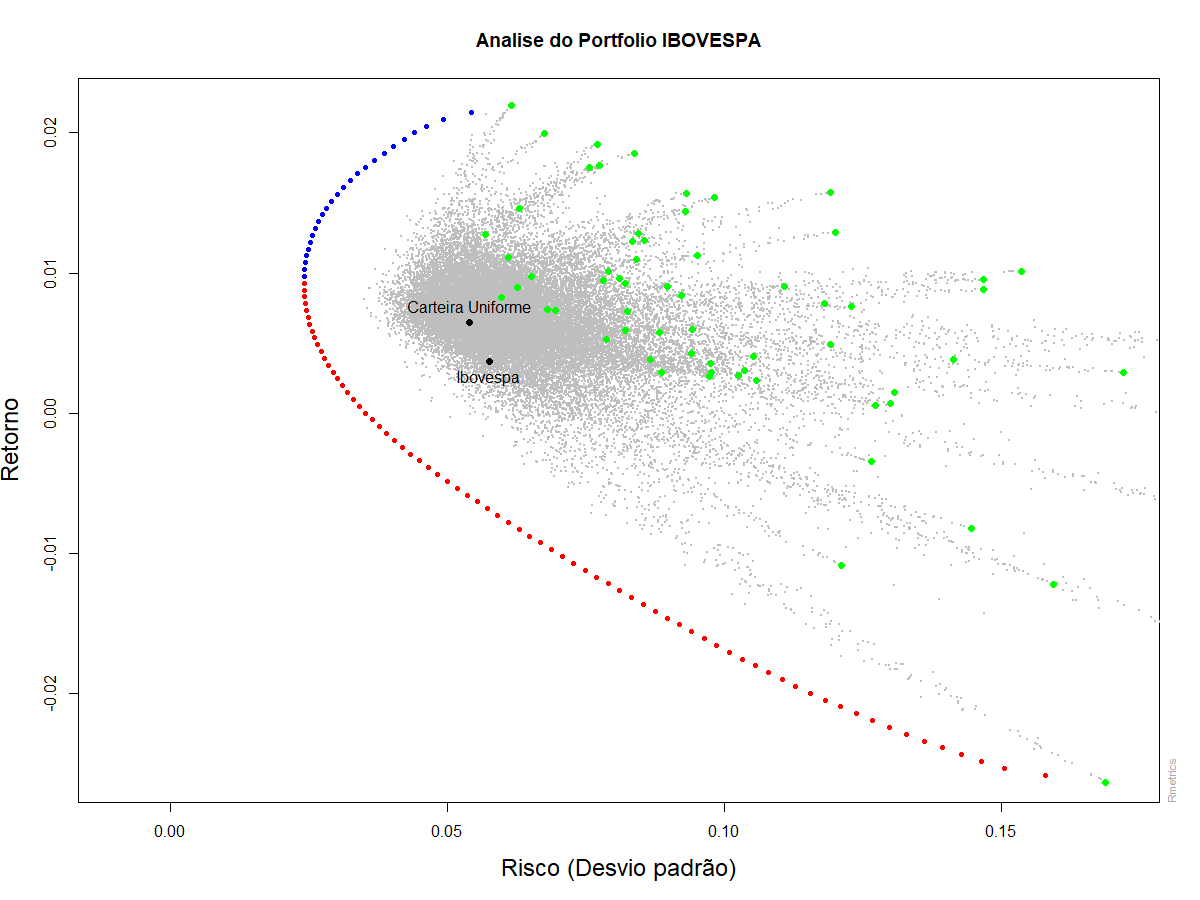 Analise do Portfolio IBOVESPA
Retorno
0.02
0.01
0.00
-0.01
-0.02
Carteira Uniforme
Ibovespa
0.00
0.05
0.10
0.15
Risco (Desvio padrão)
Rmetrics